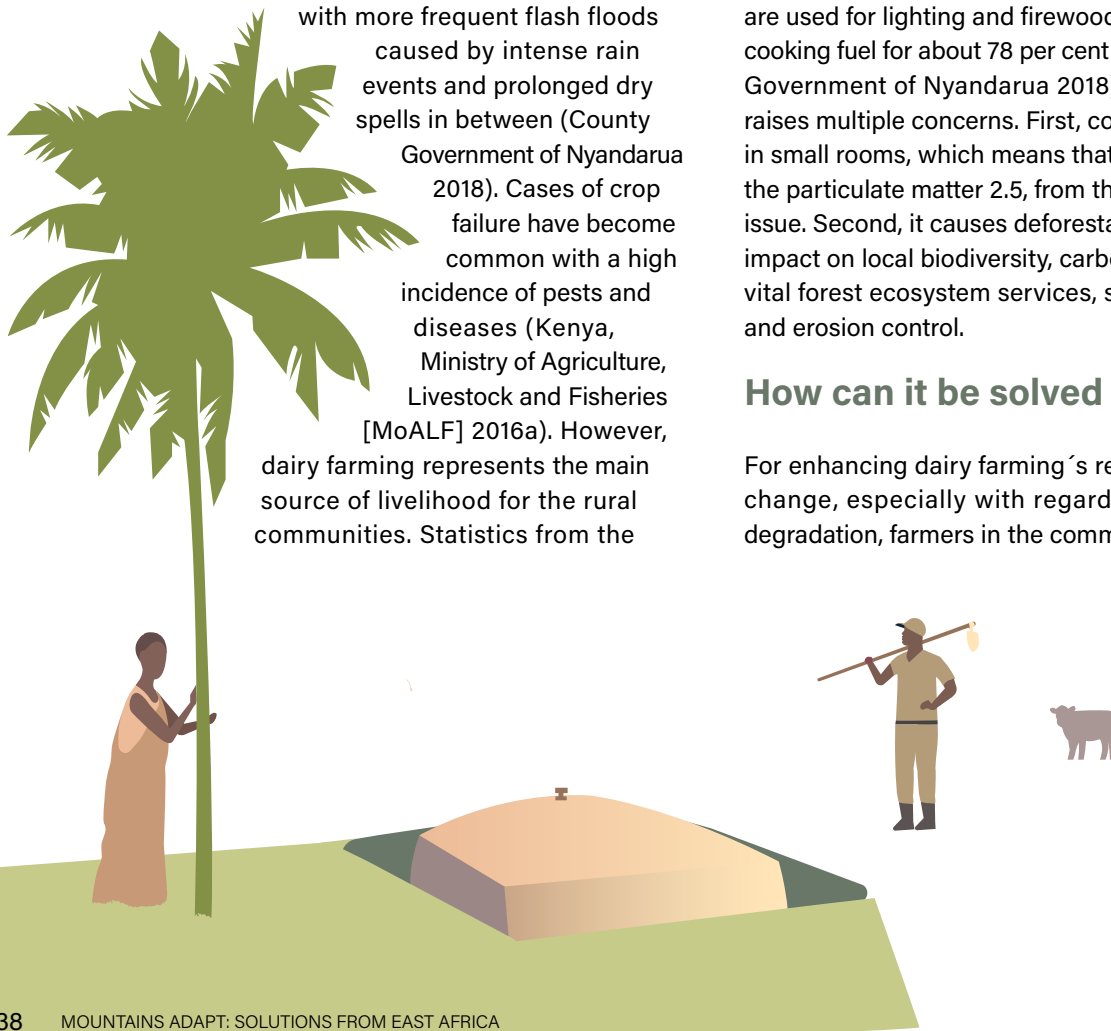 with more frequent flash floods
caused by intense rain
events and prolonged dry
spells in between (County
Government of Nyandarua
2018). Cases of crop
failure have become
common with a high
incidence of pests and
diseases (Kenya,
Ministry of Agriculture,
Livestock and Fisheries
[MoALF] 2016a). However,
dairy farming represents the main
source of livelihood for the rural
communities. Statistics from the
are used for lighting and firewood
cooking fuel for about 78 per cent
Government of Nyandarua 2018
raises multiple concerns. First,
in small rooms, which means that
the particulate matter 2.5, from
issue. Second, it causes
impact on local biodiversity,
vital forest ecosystem services,
and erosion control.
How can it be solved
For enhancing dairy farming´s
change, especially with regard
degradation, farmers in the
38 MOUNTAINS ADAPT: SOLUTIONS FROM EAST AFRICA